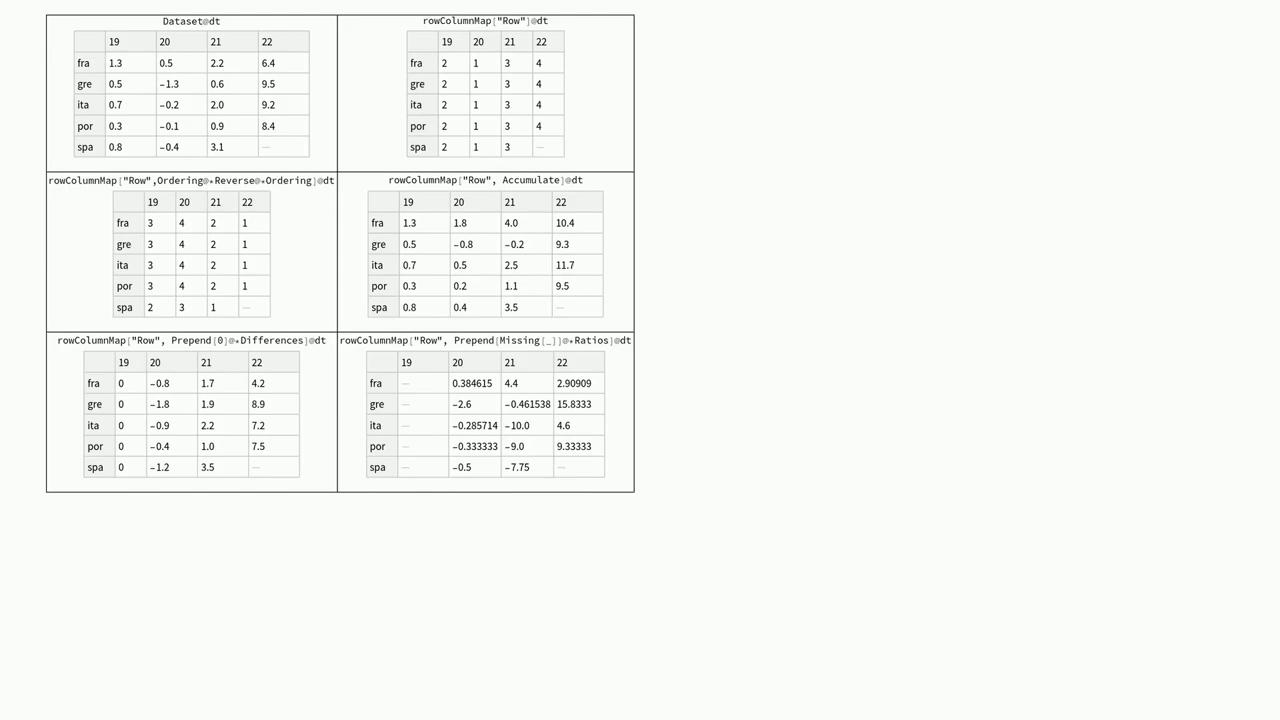 Dataset@dt
19 20 21 22
fra 1.3 0.5 2.2 6.4
gre 0.5 −1.3 0.6 9.5
ita 0.7 −0.2 2.0 9.2
por 0.3 −0.1 0.9 8.4
spa 0.8 −0.4 3.1 —
rowColumnMap["Row"]@dt
19 20 21 22
fra 2 1 3 4
gre 2 1 3 4
ita 2 1 3 4
por 2 1 3 4
spa 2 1 3 —
rowColumnMap["Row",Ordering@*Reverse@*Ordering]@dt
19 20 21 22
fra 3 4 2 1
gre 3 4 2 1
ita 3 4 2 1
por 3 4 2 1
spa 2 3 1 —
rowColumnMap["Row", Accumulate]@dt
19 20 21 22
fra 1.3 1.8 4.0 10.4
gre 0.5 −0.8 −0.2 9.3
ita 0.7 0.5 2.5 11.7
por 0.3 0.2 1.1 9.5
spa 0.8 0.4 3.5 —
rowColumnMap["Row", Prepend[0]@*Differences]@dt
19 20 21 22
fra 0 −0.8 1.7 4.2
gre 0 −1.8 1.9 8.9
ita 0 −0.9 2.2 7.2
por 0 −0.4 1.0 7.5
spa 0 −1.2 3.5 —
rowColumnMap["Row", Prepend[Missing[_]]@*Ratios]@dt
19 20 21 22
fra — 0.384615 4.4 2.90909
gre — −2.6 −0.461538 15.8333
ita — −0.285714 −10.0 4.6
por — −0.333333 −9.0 9.33333
spa — −0.5 −7.75 —